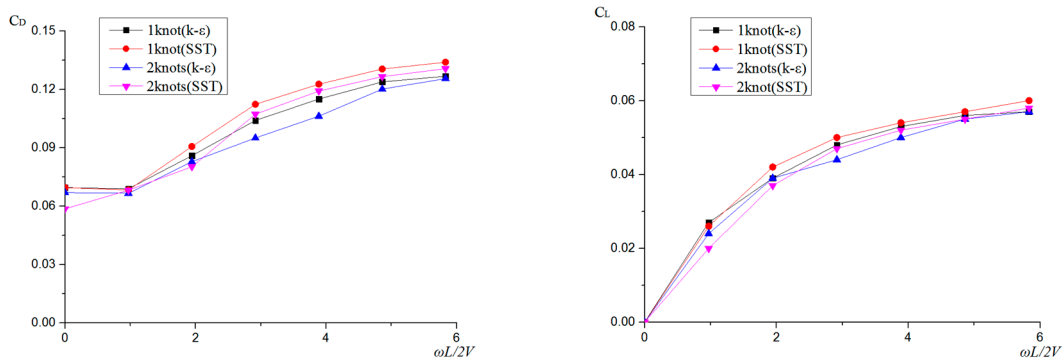 C_D
0.15
0.12
0.09
0.06
0.03
0.00
0
2
4
6
ωL/2V
1knot(k-ε)
1knot(SST)
2knots(k-ε)
2knots(SST)
C_L
0.08
0.06
0.04
0.02
0.00
0
2
4
6
ωL/2V
1knot(k-ε)
1knot(SST)
2knots(k-ε)
2knot(SST)